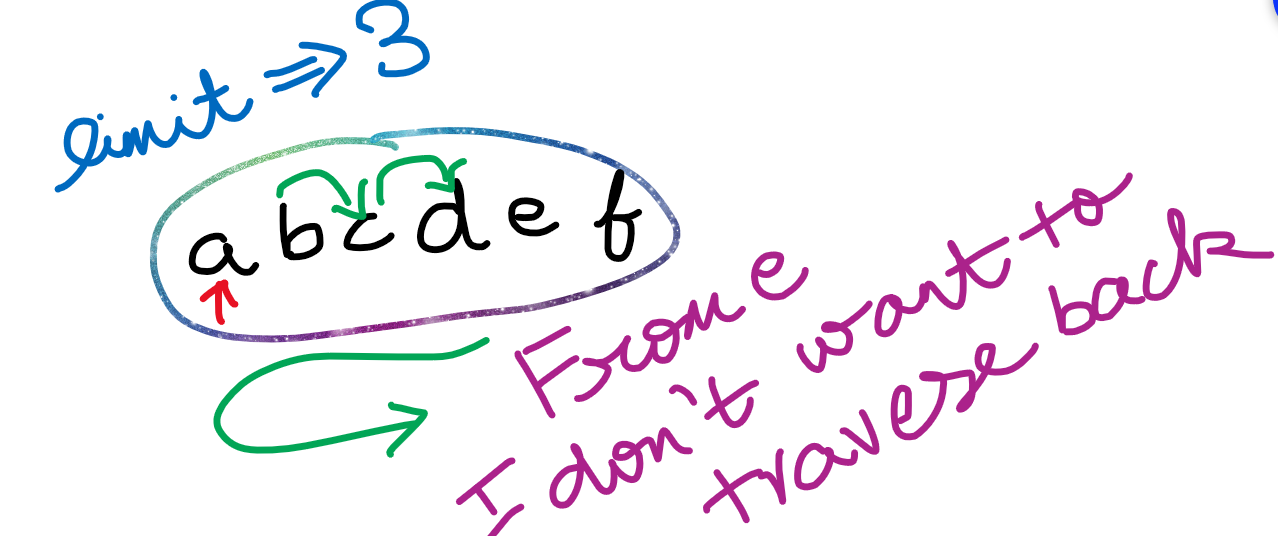 limit ⇒ 3
a b c d e f
From e
I don't want to
traverse back